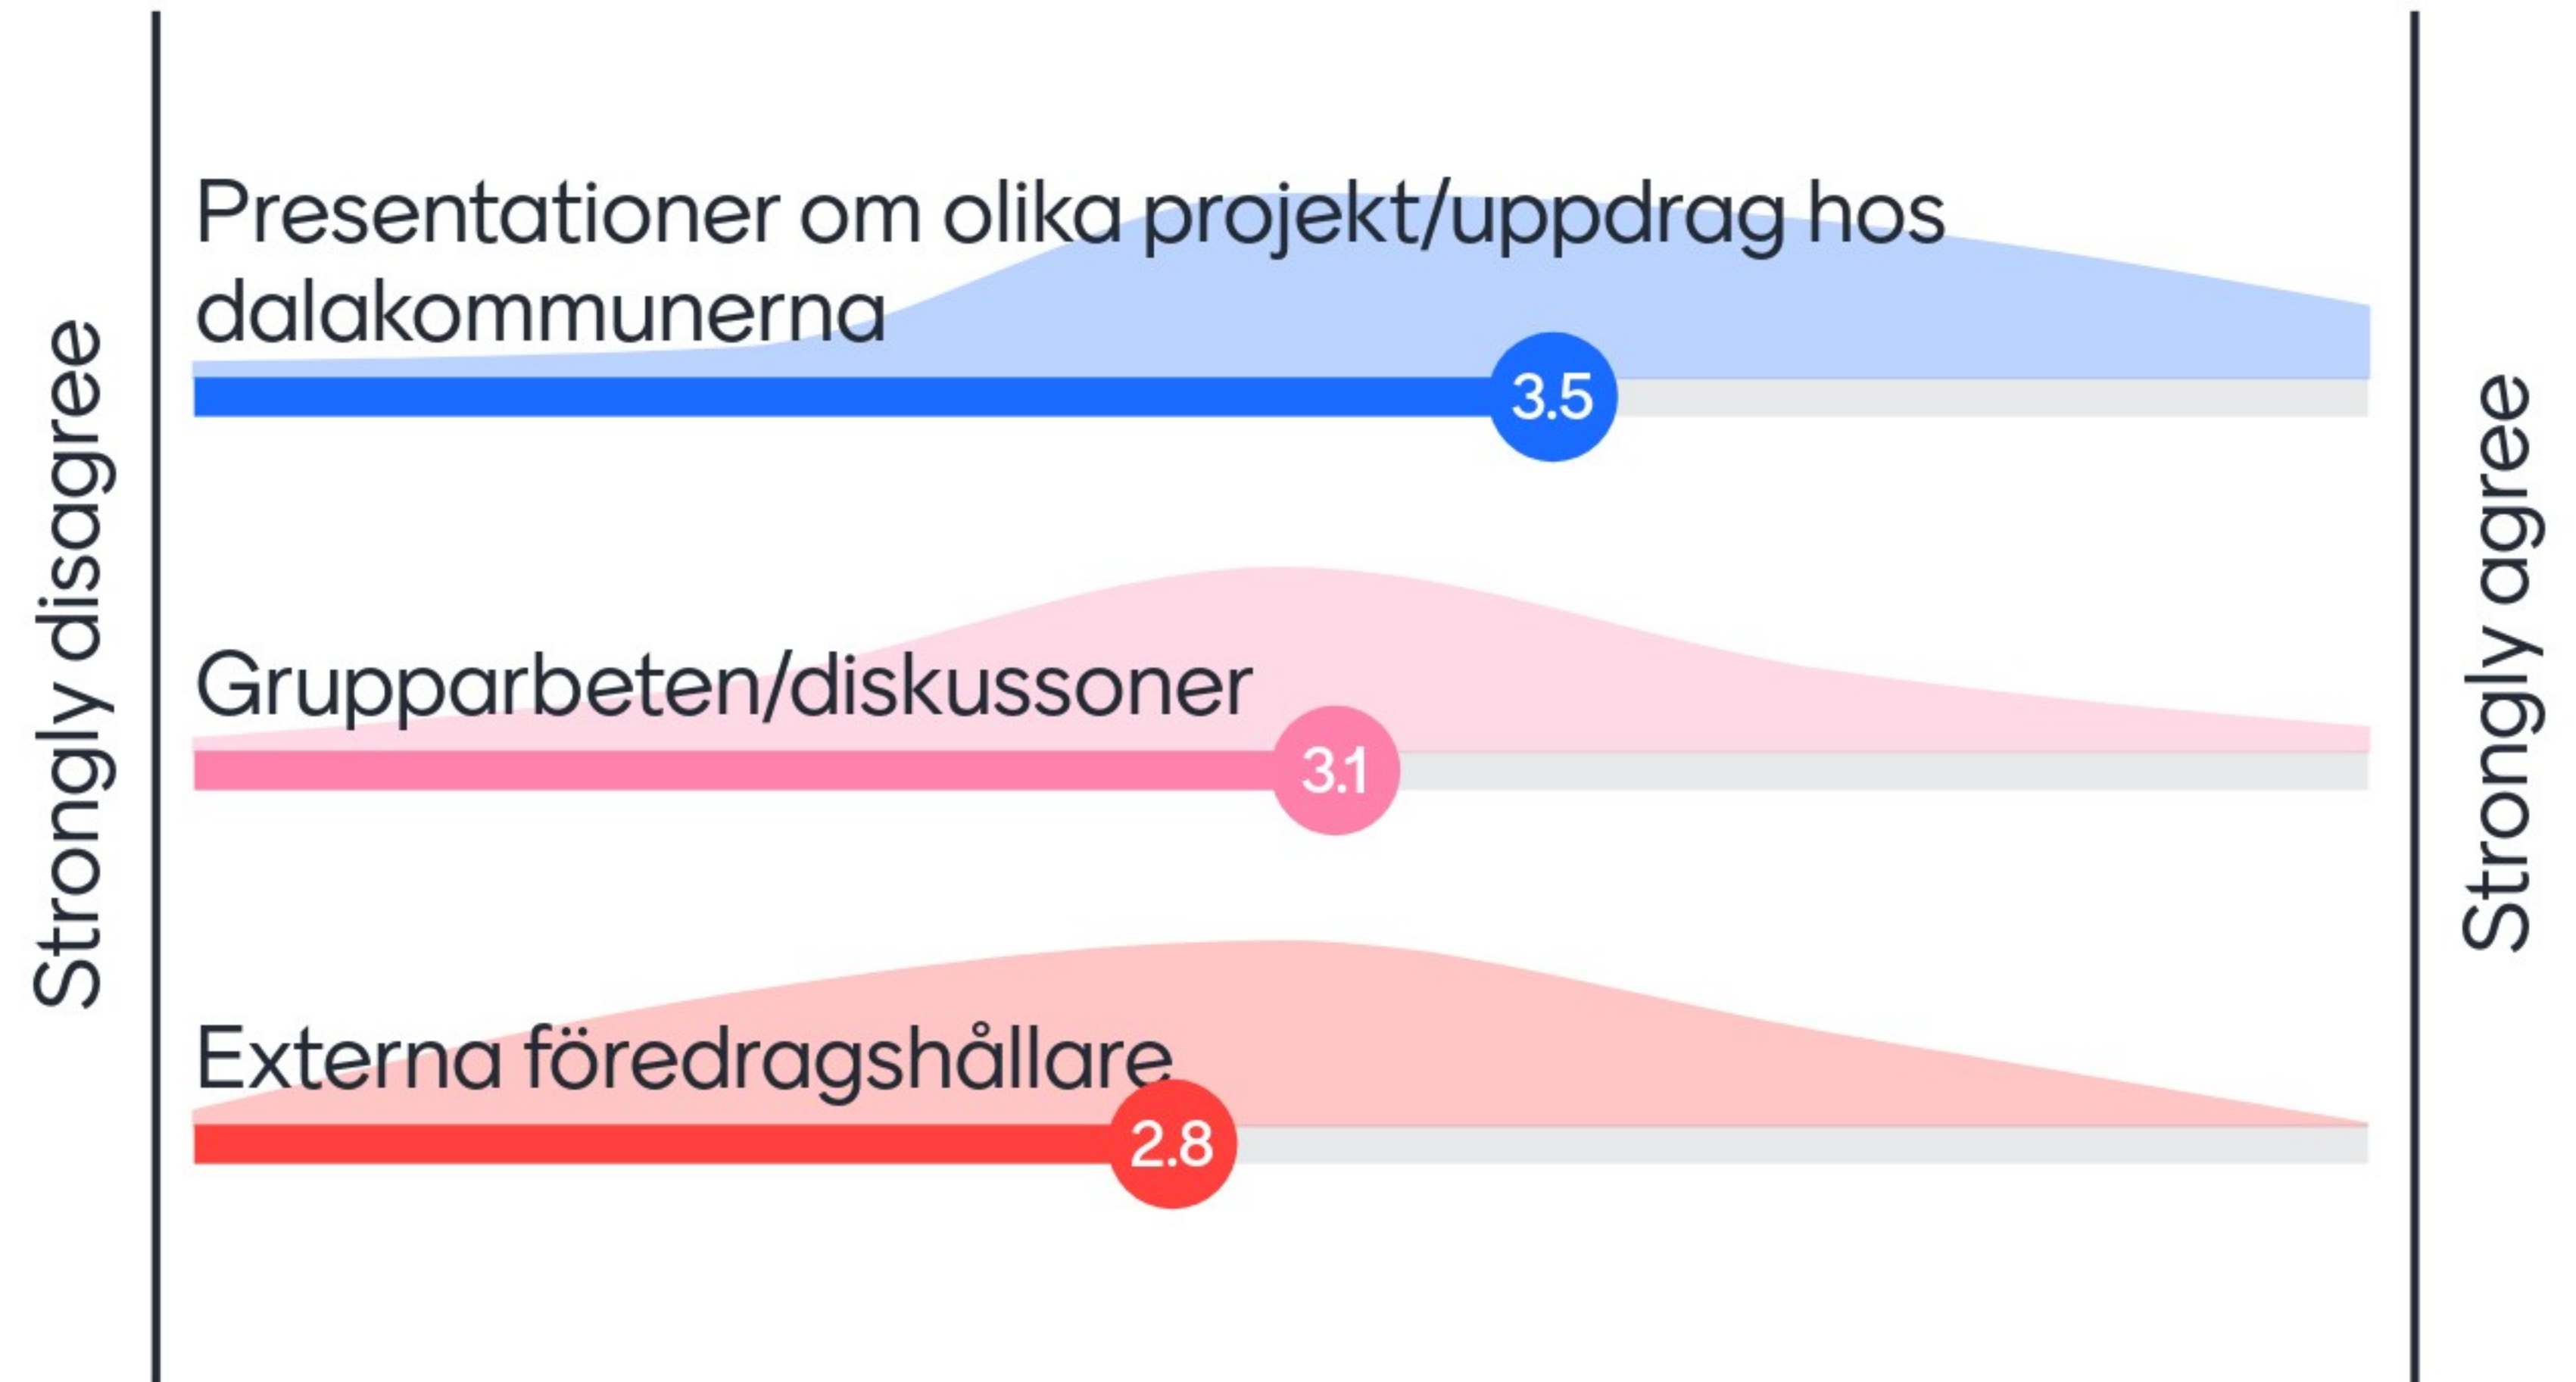 Strongly disagree
Presentationer om olika projekt/uppdrag hos
dalakommunerna
3.5
Grupparbeten/diskussoner
3.1
Externa föredragshållare
2.8
Strongly agree